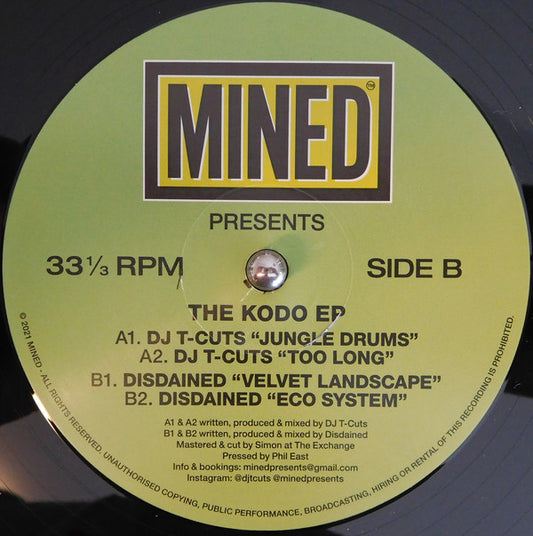 MINED
TM
PRESENTS
33 1/3 RPM
SIDE B
THE KODO EP
A1. DJ T-CUTS “JUNGLE DRUMS”
A2. DJ T-CUTS “TOO LONG”
B1. DISDAINED “VELVET LANDSCAPE”
B2. DISDAINED “ECO SYSTEM”
A1 & A2 written, produced & mixed by DJ T-Cuts
B1 & B2 written, produced & mixed by Disdained
Mastered & cut by Simon at The Exchange
Pressed by Phil East
Info & bookings: minedpresents@gmail.com
Instagram: @djtcuts @minedpresents
© 2021 MINED - ALL RIGHTS RESERVED. UNAUTHORISED COPYING, PUBLIC PERFORMANCE, BROADCASTING, HIRING OR RENTAL OF THIS RECORDING IS PROHIBITED.